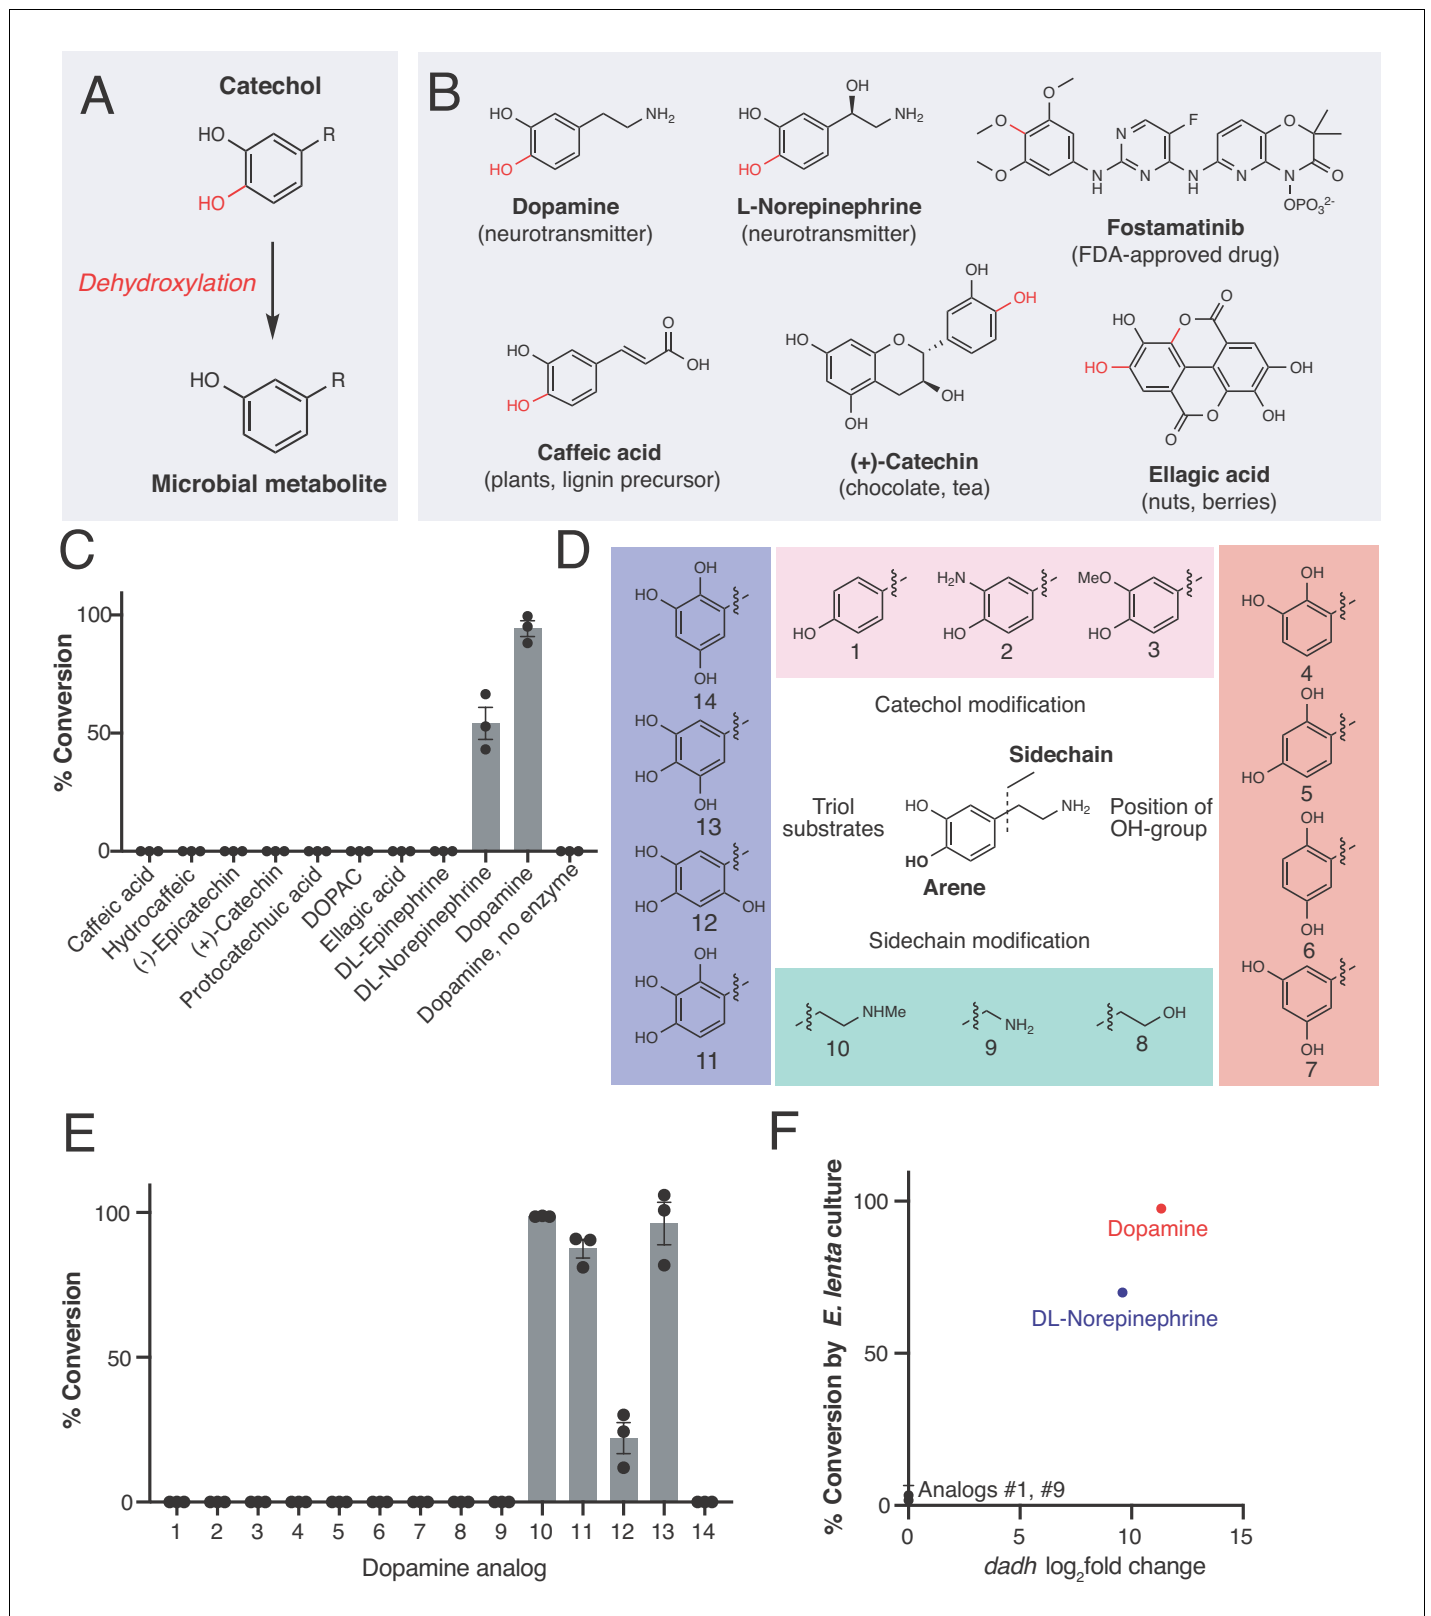 A
Catechol
HO
R
HO
Dehydroxylation
HO
R
Microbial metabolite
B
HO
NH2
HO
Dopamine
(neurotransmitter)
OH
HO
NH2
HO
L-Norepinephrine
(neurotransmitter)
O
O
O
N
F
N
H
N
N
H
N
O
N
O
OPO3 2-
Fostamatinib
(FDA-approved drug)
HO
O
OH
HO
Caffeic acid
(plants, lignin precursor)
OH
OH
HO
O
OH
OH
(+)-Catechin
(chocolate, tea)
O
HO
O
HO
OH
O
OH
O
Ellagic acid
(nuts, berries)
C
% Conversion
100
50
0
Caffeic acid
Hydrocaffeic
(-)-Epicatechin
(+)-Catechin
Protocatechuic acid
DOPAC
Ellagic acid
DL-Epinephrine
DL-Norepinephrine
Dopamine
Dopamine, no enzyme
D
OH
HO
OH
14
HO
HO
OH
13
HO
HO
OH
12
OH
HO
HO
11
HO
1
H2N
HO
2
MeO
HO
3
Catechol modification
Sidechain
Triol
substrates
HO
NH2
HO
Arene
Position of
OH-group
Sidechain modification
NHMe
10
NH2
9
OH
8
OH
HO
4
OH
HO
5
OH
OH
6
HO
OH
7
E
% Conversion
100
50
0
1 2 3 4 5 6 7 8 9 10 11 12 13 14
Dopamine analog
F
% Conversion by E. lenta culture
100
50
0
Dopamine
DL-Norepinephrine
Analogs #1, #9
0 5 10 15
dadh log2fold change